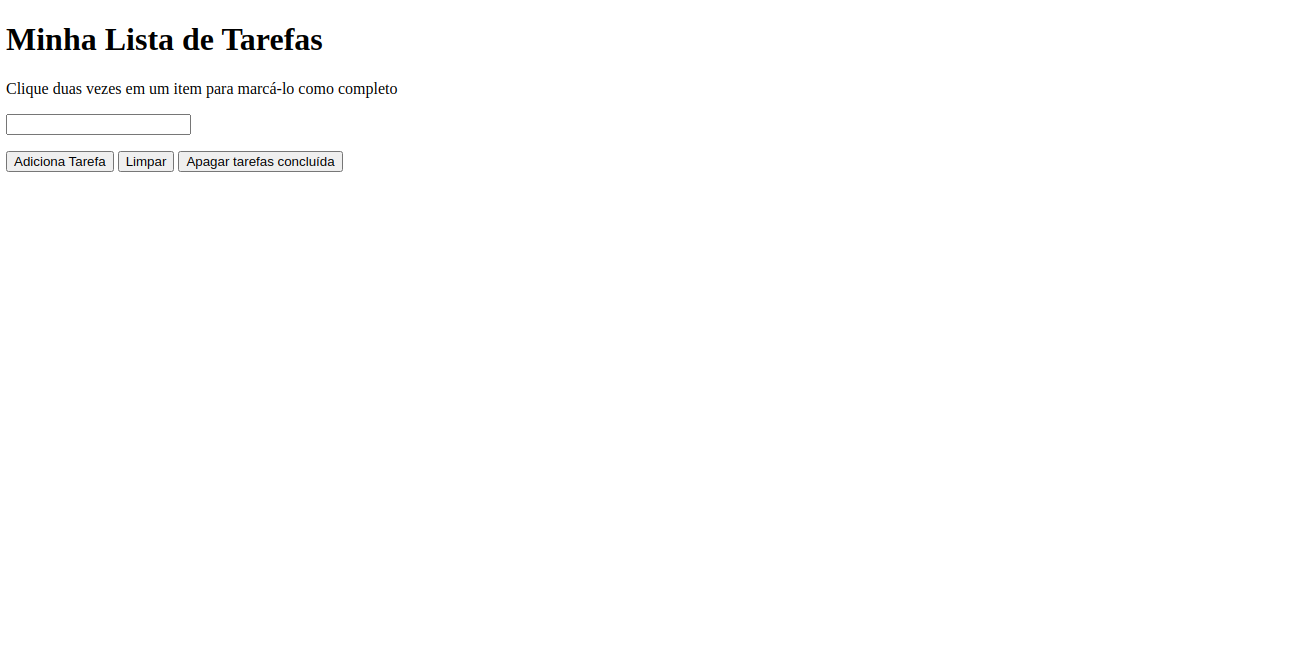 Minha Lista de Tarefas
Clique duas vezes em um item para marcá-lo como completo
Adiciona Tarefa Limpar Apagar tarefas concluída